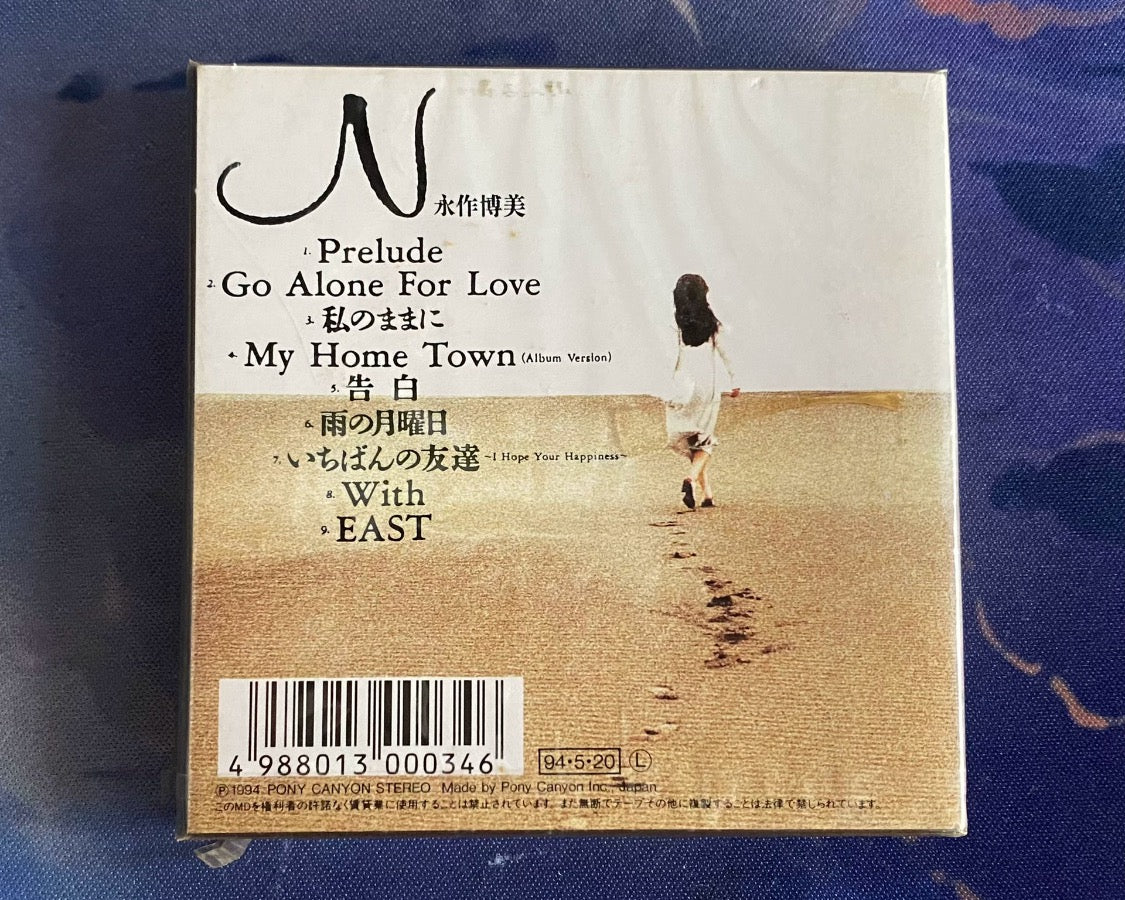 N 永作博美
1. Prelude
2. Go Alone For Love
3. 私のままに
4. My Home Town (Album Version)
5. 告白
6. 雨の月曜日
7. いちばんの友達 ~I Hope Your Happiness~
8. With
9. EAST
4 988013 000346
94・5・20 Ⓛ
Ⓟ1994 PONY CANYON STEREO Made by Pony Canyon Inc. Japan
このMDを権利者の許諾なく賃貸業に使用することは禁止されています。また無断でテープその他に複製することは法律で禁じられています。